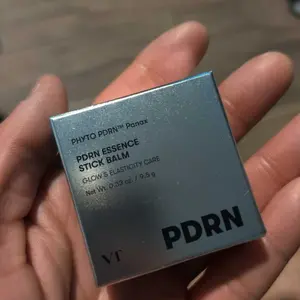 PHYTO PDRN™ Panax
PDRN ESSENCE
STICK BALM
GLOW & ELASTICITY CARE
Net Wt. 0.33 oz. / 9.5 g
VT
PDRN